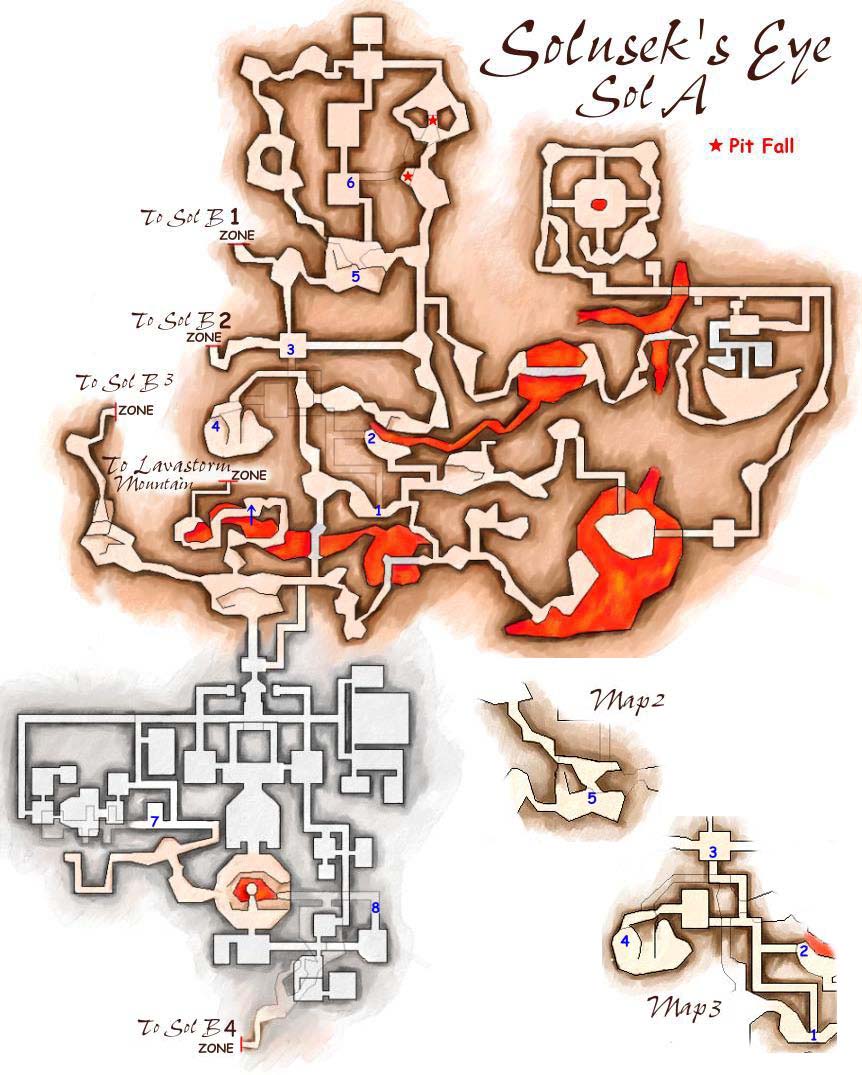 Solusek's Eye
Sol A
★ Pit Fall
6
To Sol B 1
ZONE
5
To Sol B 2
ZONE
3
To Sol B 3
ZONE
4
2
To Lavastorm
Mountain
ZONE
1
Map2
5
7
3
8
4
2
Map3
1
To Sol B 4
ZONE